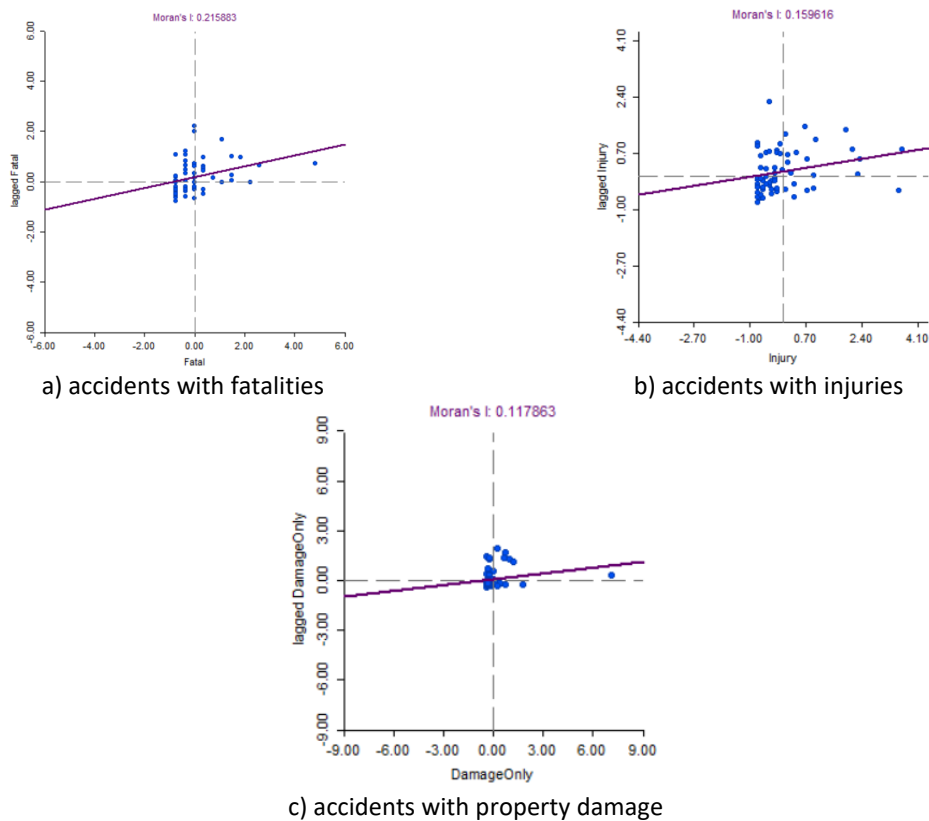 Moran's I: 0.215883
6.00
4.00
2.00
0.00
-2.00
-4.00
-6.00
lagged Fatal
-6.00 -4.00 -2.00 0.00 2.00 4.00 6.00
Fatal
a) accidents with fatalities
Moran's I: 0.159616
4.10
2.40
0.70
-1.00
-2.70
-4.40
lagged Injury
-4.40 -2.70 -1.00 0.70 2.40 4.10
Injury
b) accidents with injuries
Moran's I: 0.117863
9.00
6.00
3.00
0.00
-3.00
-6.00
-9.00
lagged DamageOnly
-9.00 -6.00 -3.00 0.00 3.00 6.00 9.00
DamageOnly
c) accidents with property damage